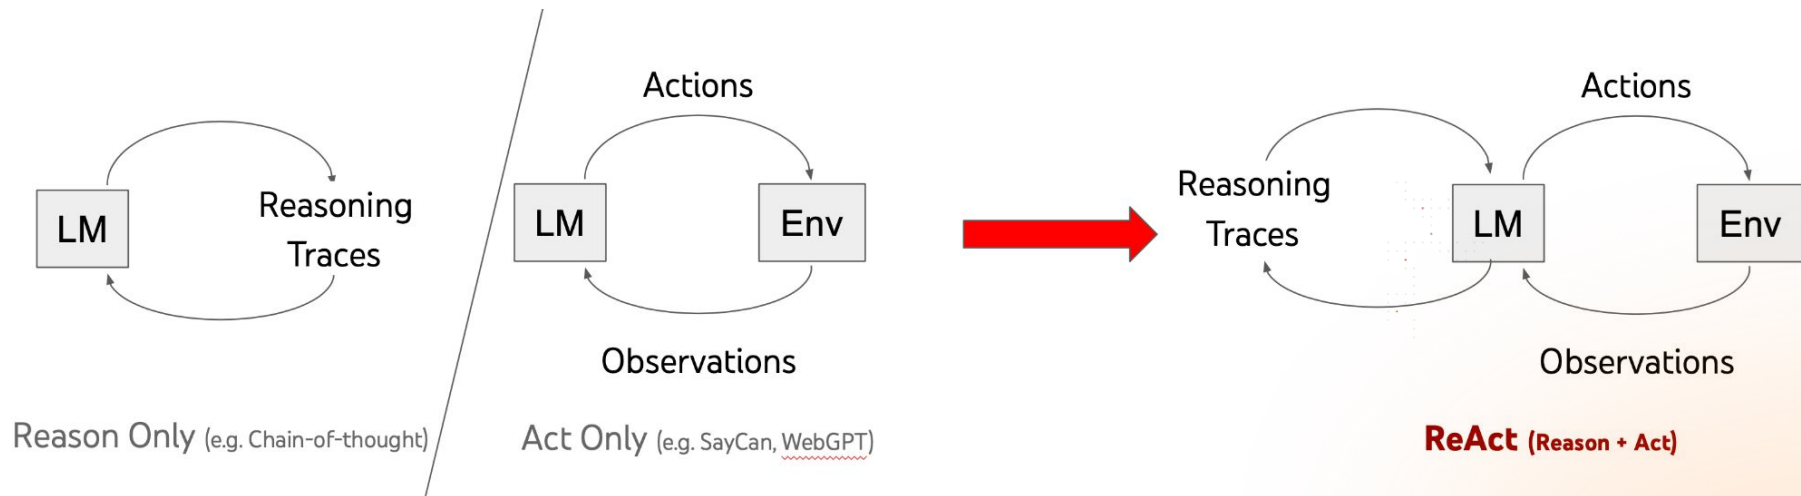 LM
Reasoning
Traces
Reason Only (e.g. Chain-of-thought)
Actions
LM
Env
Observations
Act Only (e.g. SayCan, WebGPT)
Reasoning
Traces
Actions
LM
Env
Observations
ReAct (Reason + Act)